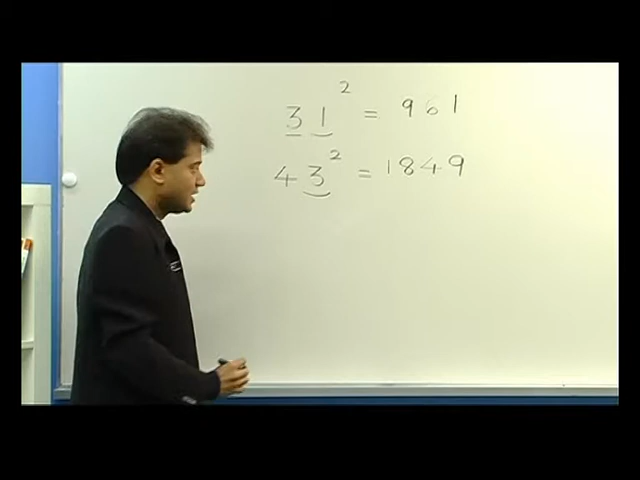 31² = 961
43² = 1849